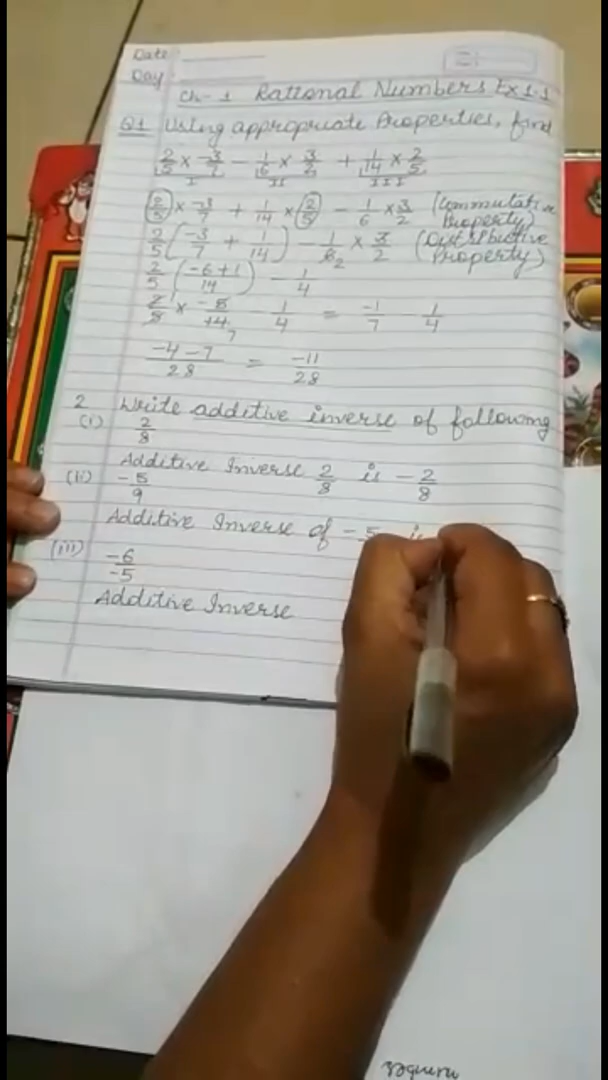 Date
Day
Ch-1 Rational Numbers Ex 1.1
Q1 Using appropriate Properties, find
2/5 × -3/7 - 1/6 × 3/2 + 1/14 × 2/5
I II III
2/5 × -3/7 + 1/14 × 2/5 - 1/6 × 3/2 (Commutative Property)
2/5 (-3/7 + 1/14) - 1/6 2 × 3/2 (Distributive Property)
2/5 (-6+1/14) - 1/4
2/5 × -5/14 7 - 1/4 = -1/7 - 1/4
-4-7/28 = -11/28
2 Write additive inverse of following
(i) 2/8
Additive Inverse 2/8 is -2/8
(ii) -5/9
Additive Inverse of -5 is
(iii) -6/-5
Additive Inverse